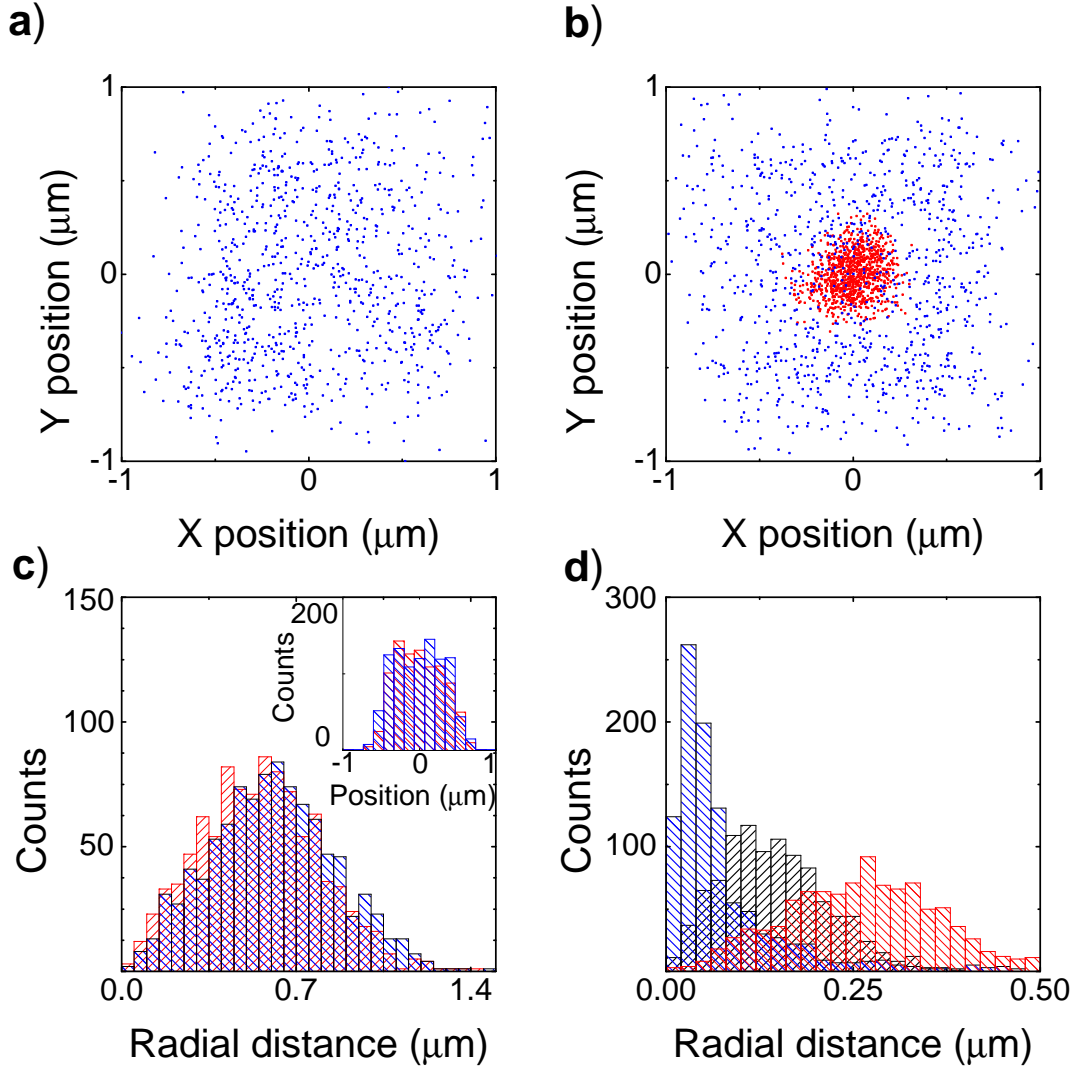 a)
b)
1
0
-1
Y position (μm)
-1
0
1
X position (μm)
1
0
-1
Y position (μm)
-1
0
1
X position (μm)
c)
150
100
50
0
Counts
0.0
0.7
1.4
Radial distance (μm)
200
0
Counts
-1
0
1
Position (μm)
d)
300
200
100
0
Counts
0.00
0.25
0.50
Radial distance (μm)